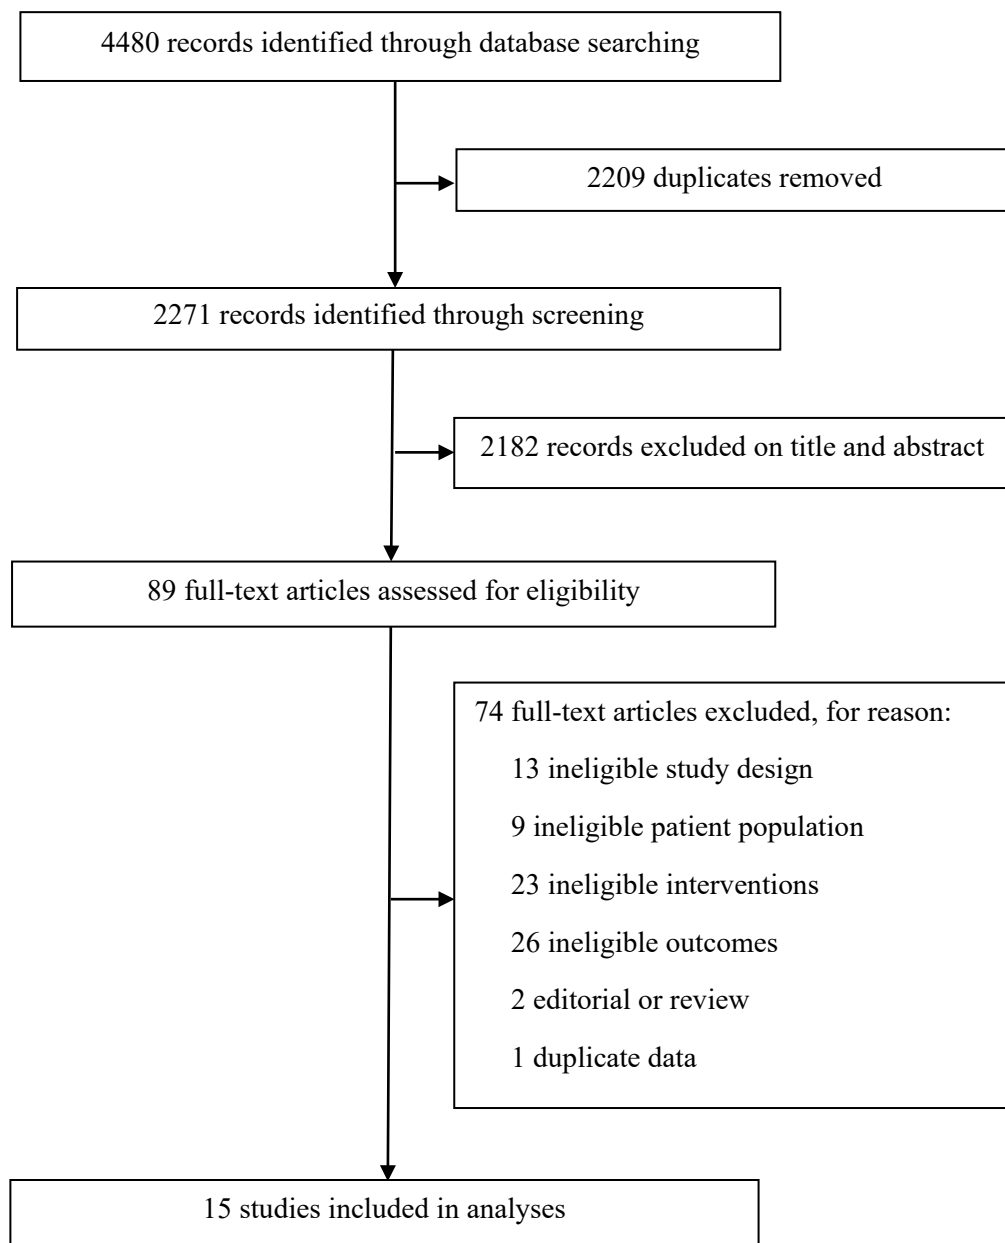 4480 records identified through database searching
2209 duplicates removed
2271 records identified through screening
2182 records excluded on title and abstract
89 full-text articles assessed for eligibility
74 full-text articles excluded, for reason:
13 ineligible study design
9 ineligible patient population
23 ineligible interventions
26 ineligible outcomes
2 editorial or review
1 duplicate data
15 studies included in analyses